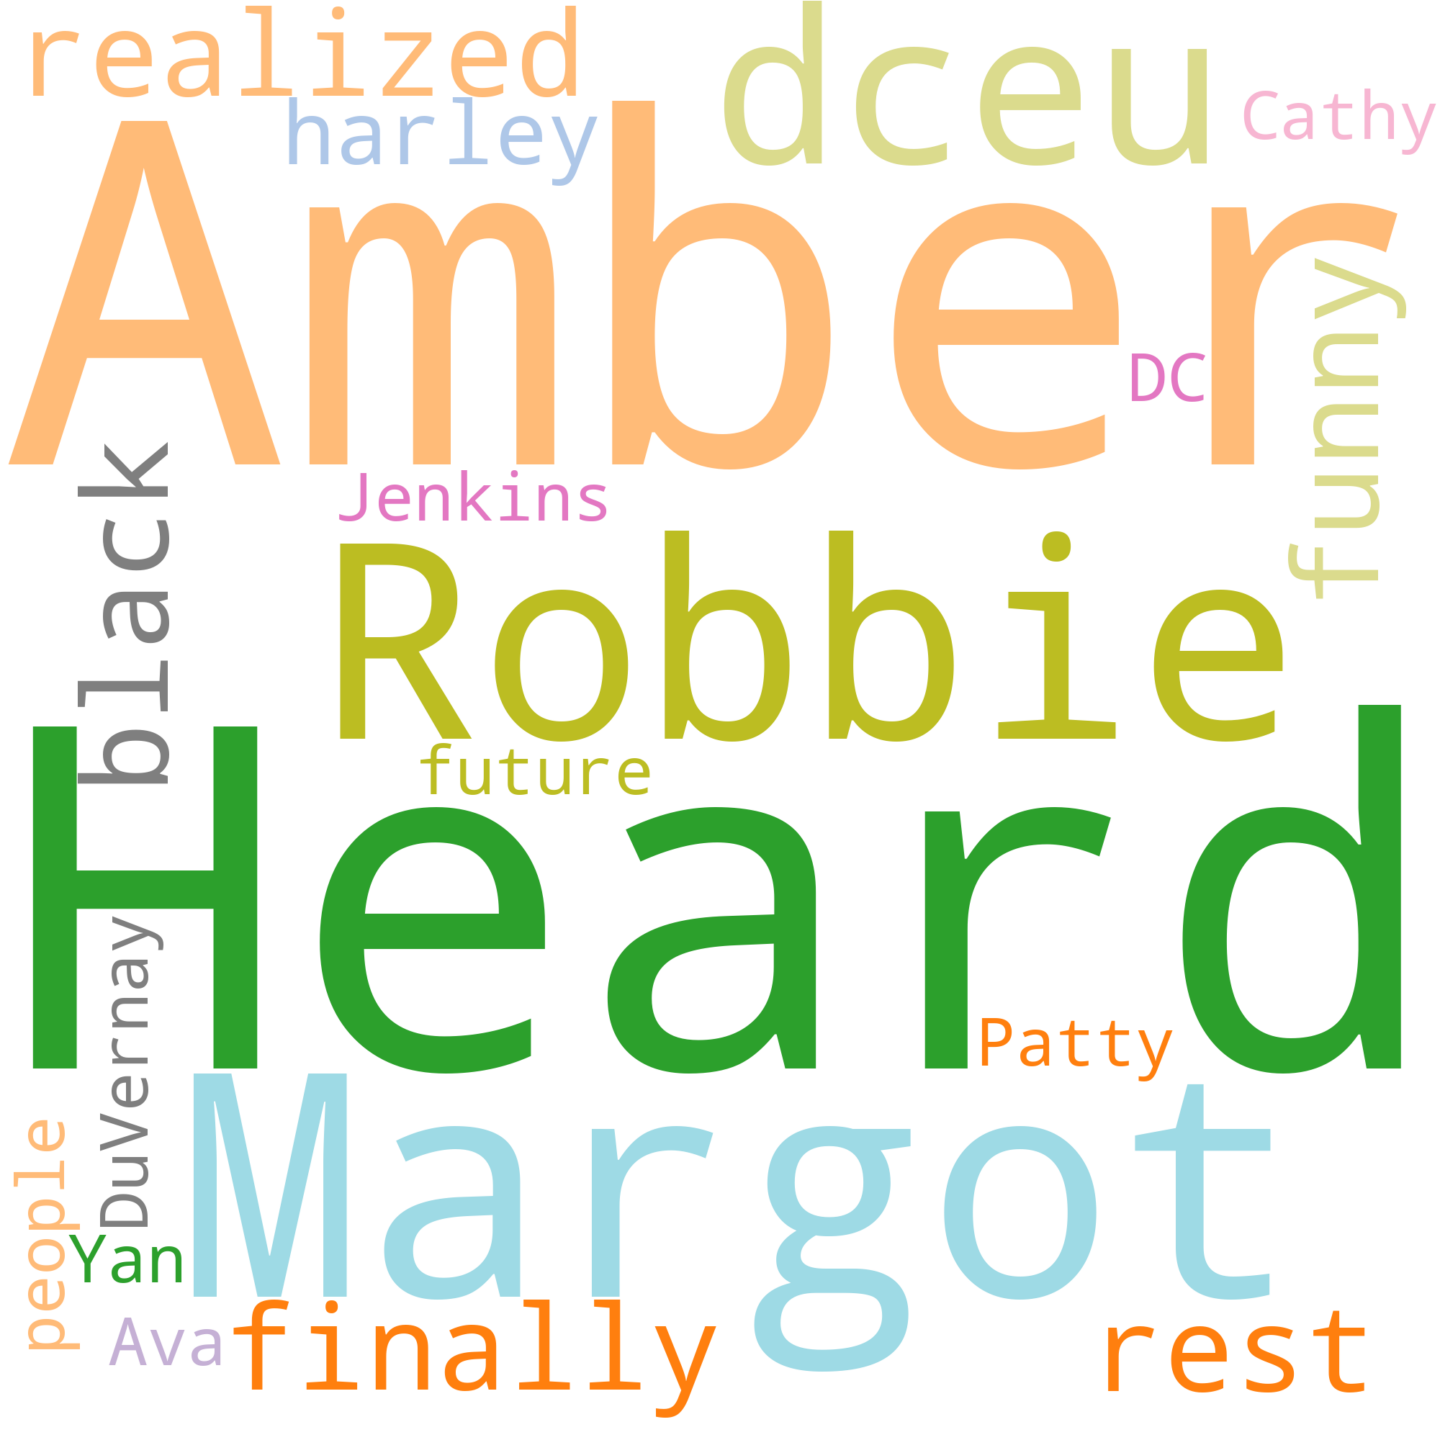 realized
dceu
Cathy
harley
Amber
funny
DC
black
Jenkins
Robbie
future
Heard
DuVernay
Patty
Margot
people
Yan
Ava
finally
rest